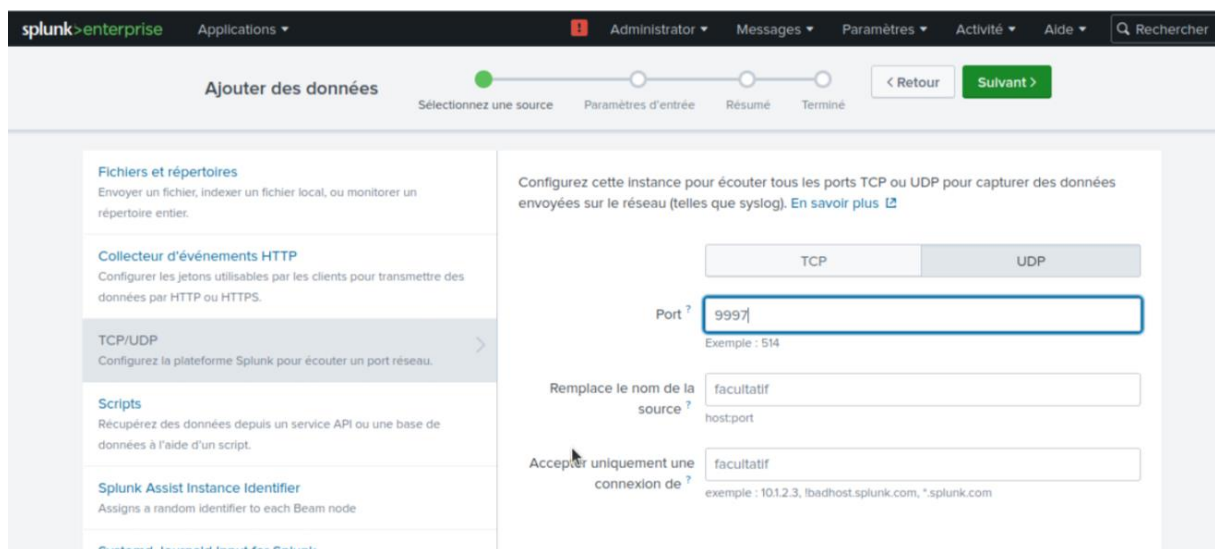 splunk>enterprise Applications ! Administrator Messages Paramètres Activité Aide Rechercher
Ajouter des données
Sélectionnez une source Paramètres d'entrée Résumé Terminé
< Retour Suivant >
Fichiers et répertoires
Envoyer un fichier, indexer un fichier local, ou monitorer un
répertoire entier.
Collecteur d'événements HTTP
Configurer les jetons utilisables par les clients pour transmettre des
données par HTTP ou HTTPS.
TCP/UDP
Configurez la plateforme Splunk pour écouter un port réseau.
Scripts
Récupérez des données depuis un service API ou une base de
données à l'aide d'un script.
Splunk Assist Instance Identifier
Assigns a random identifier to each Beam node
Systemd Journald Input for Splunk
Configurez cette instance pour écouter tous les ports TCP ou UDP pour capturer des données
envoyées sur le réseau (telles que syslog). En savoir plus
TCP UDP
Port ? 9997
Exemple : 514
Remplace le nom de la
source ?
facultatif
host:port
Accepter uniquement une
connexion de ?
facultatif
exemple : 10.1.2.3, !badhost.splunk.com, *.splunk.com